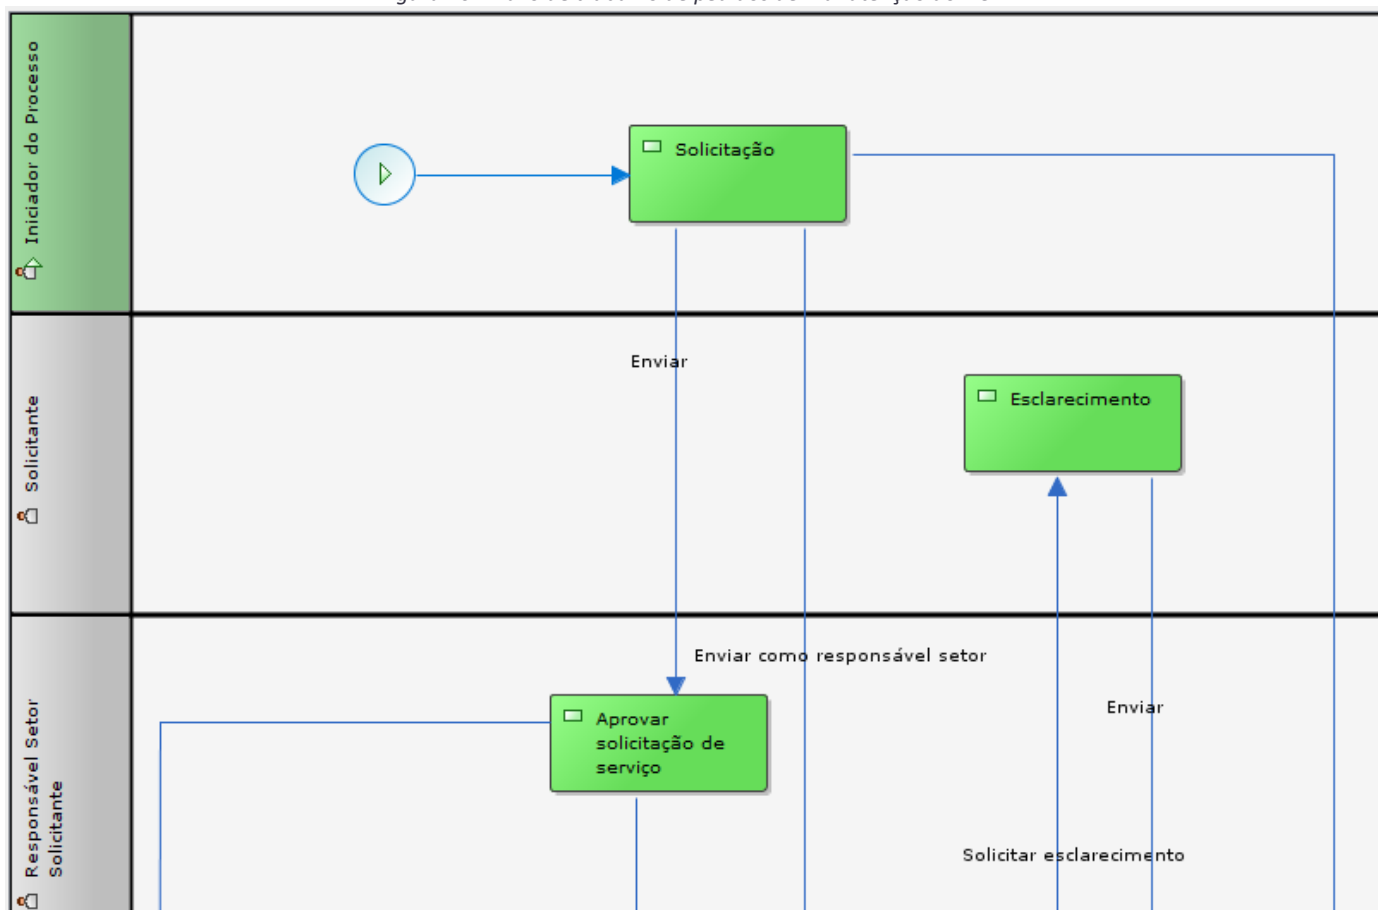 Iniciador do Processo
Solicitação
Enviar
Solicitante
Esclarecimento
Enviar como responsável setor
Enviar
Responsável Setor
Solicitante
Aprovar
solicitação de
serviço
Solicitar esclarecimento